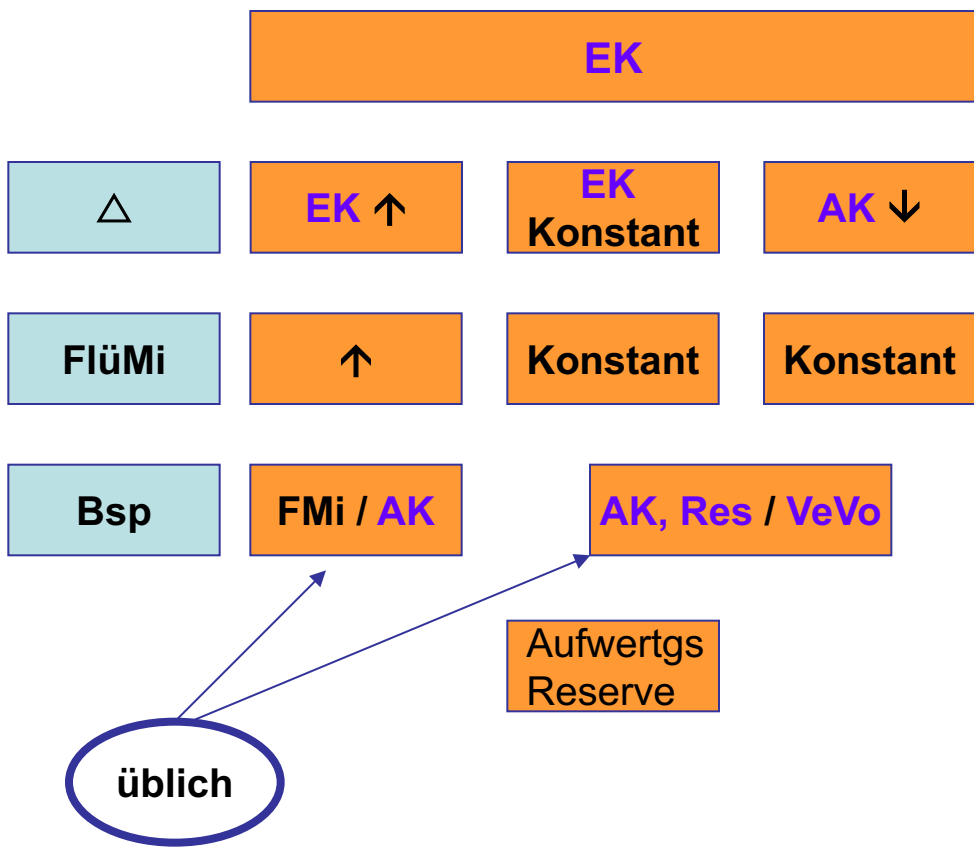 EK
△
EK ↑
EK
Konstant
AK ↓
FlüMi
↑
Konstant
Konstant
Bsp
FMi / AK
AK, Res / VeVo
Aufwertgs
Reserve
üblich